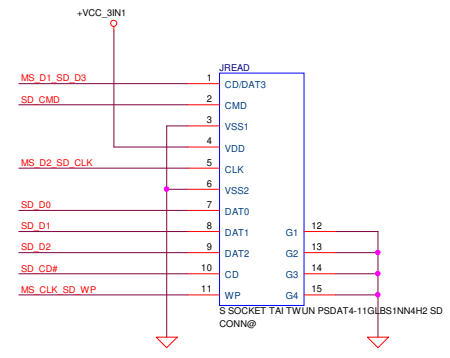 +VCC_3IN1
JREAD
MS_D1_SD_D3 1 CD/DAT3
SD_CMD 2 CMD
3 VSS1
4 VDD
MS_D2_SD_CLK 5 CLK
6 VSS2
SD_D0 7 DAT0
SD_D1 8 DAT1 G1 12
SD_D2 9 DAT2 G2 13
SD_CD# 10 CD G3 14
MS_CLK_SD_WP 11 WP G4 15
S SOCKET TAI TWUN PSDAT4-11GLBS1NN4H2 SD
CONN@